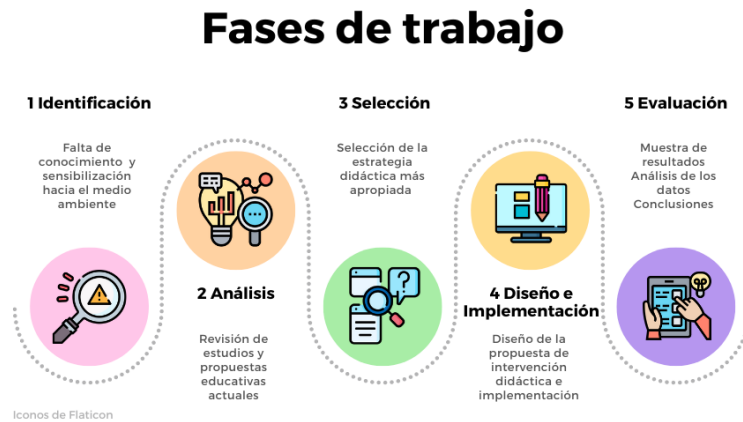 Fases de trabajo
1 Identificación
Falta de
conocimiento y
sensibilización
hacia el medio
ambiente
2 Análisis
Revisión de
estudios y
propuestas
educativas
actuales
3 Selección
Selección de la
estrategia
didáctica más
apropiada
4 Diseño e
Implementación
Diseño de la
propuesta de
intervención
didáctica e
implementación
5 Evaluación
Muestra de
resultados
Análisis de los
datos
Conclusiones
Iconos de Flaticon